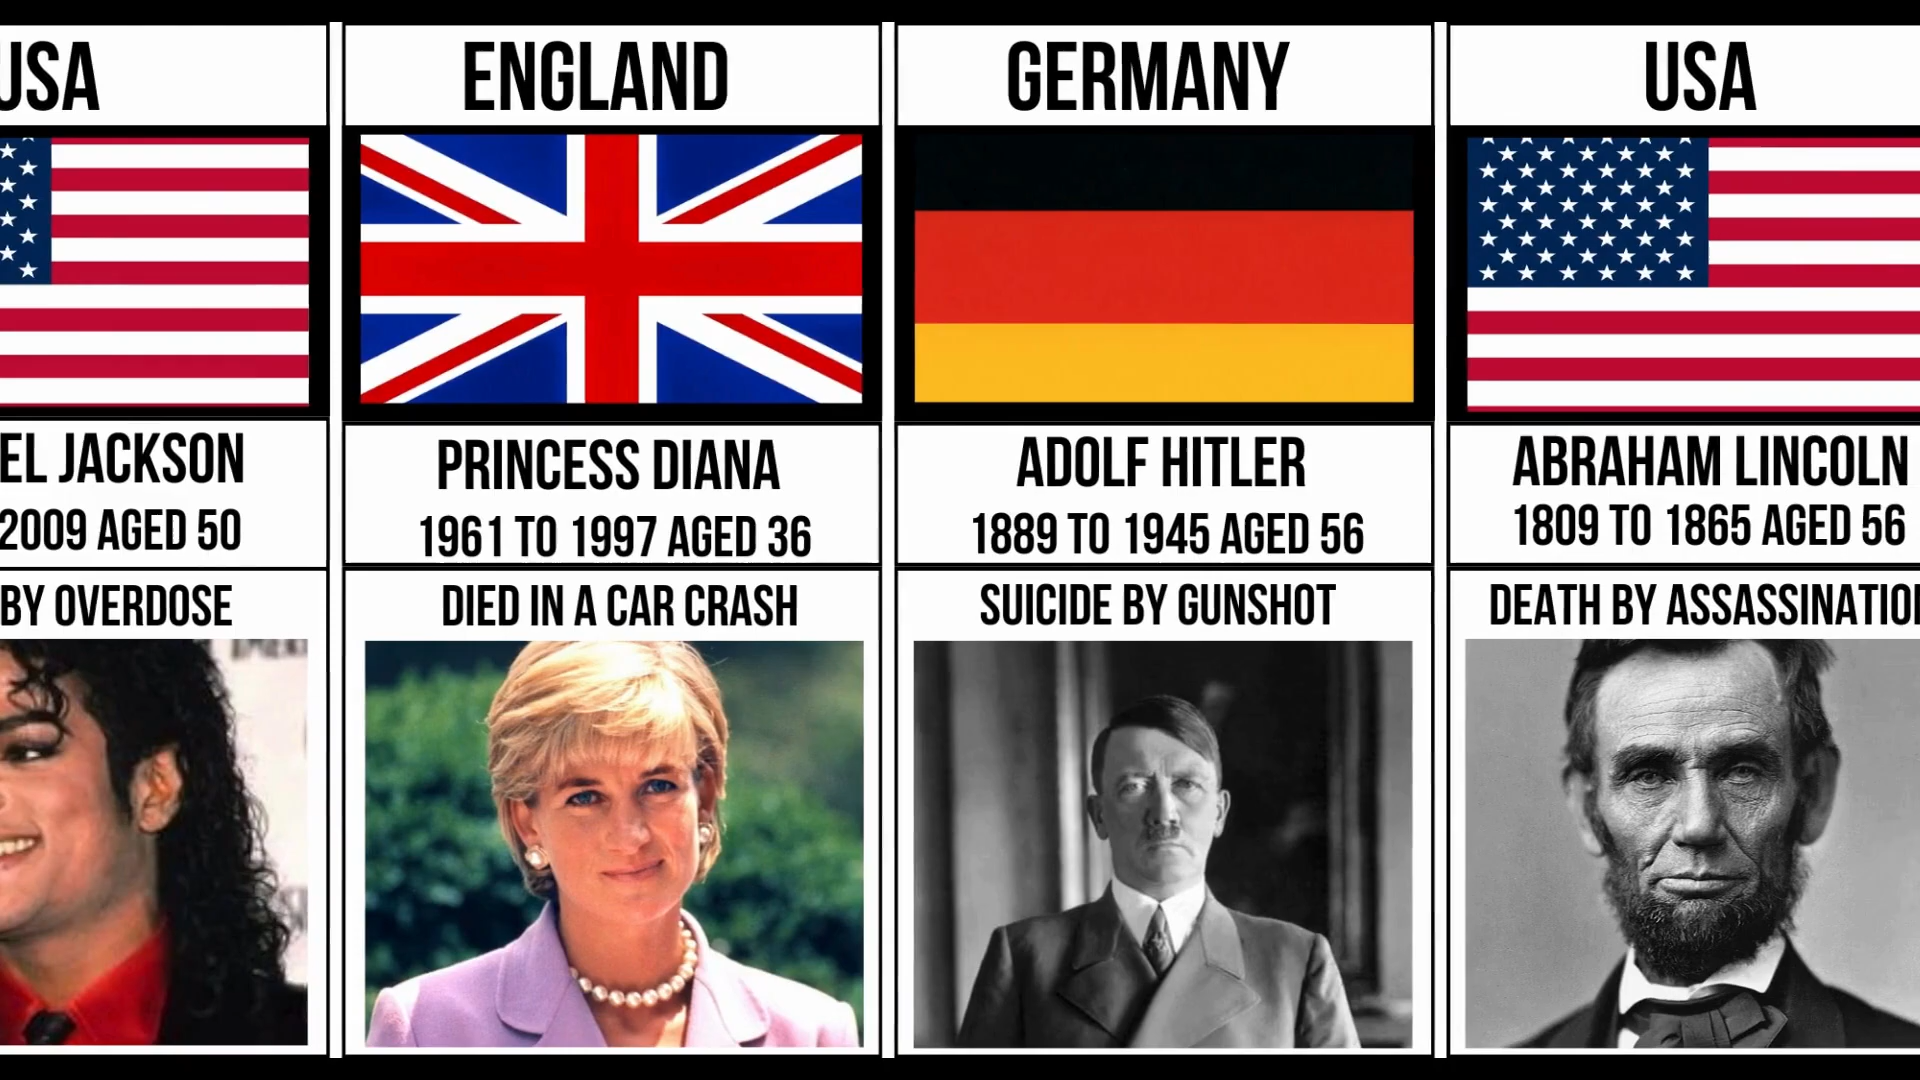 USA
EL JACKSON
2009 AGED 50
BY OVERDOSE
ENGLAND
PRINCESS DIANA
1961 TO 1997 AGED 36
DIED IN A CAR CRASH
GERMANY
ADOLF HITLER
1889 TO 1945 AGED 56
SUICIDE BY GUNSHOT
USA
ABRAHAM LINCOLN
1809 TO 1865 AGED 56
DEATH BY ASSASSINATIO